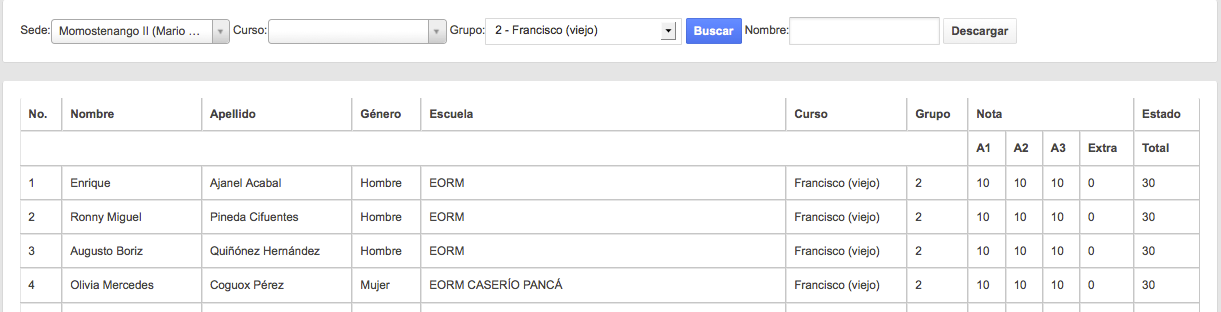 Sede: Momostenango II (Mario ... Curso: Grupo: 2 - Francisco (viejo) Buscar Nombre: Descargar
No. Nombre Apellido Género Escuela Curso Grupo Nota Estado
A1 A2 A3 Extra Total
1 Enrique Ajanel Acabal Hombre EORM Francisco (viejo) 2 10 10 10 0 30
2 Ronny Miguel Pineda Cifuentes Hombre EORM Francisco (viejo) 2 10 10 10 0 30
3 Augusto Boriz Quiñónez Hernández Hombre EORM Francisco (viejo) 2 10 10 10 0 30
4 Olivia Mercedes Coguox Pérez Mujer EORM CASERÍO PANCÁ Francisco (viejo) 2 10 10 10 0 30